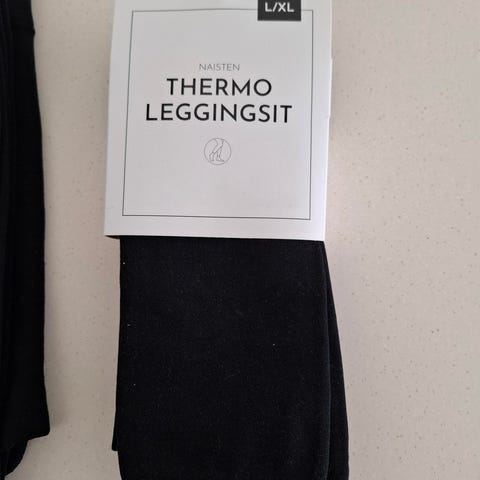 L/XL
NAISTEN
THERMO
LEGGINGSIT